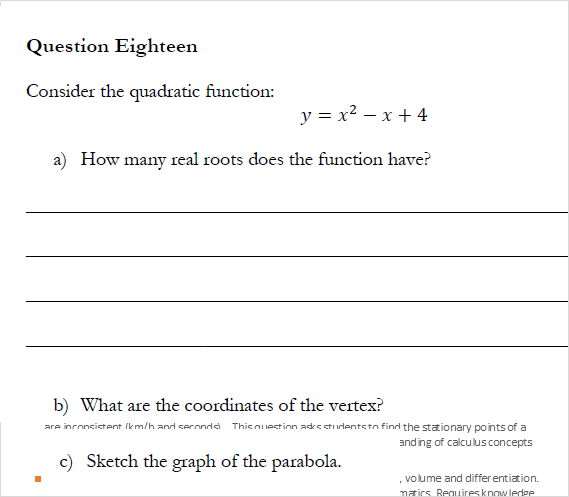 Question Eighteen
Consider the quadratic function:
y = x² − x + 4
a) How many real roots does the function have?
b) What are the coordinates of the vertex?
are inconsistent (km/h and seconds). This question asks students to find the stationary points of a
anding of calculus concepts
c) Sketch the graph of the parabola.
, volume and differentiation.
matics. Requires knowledge